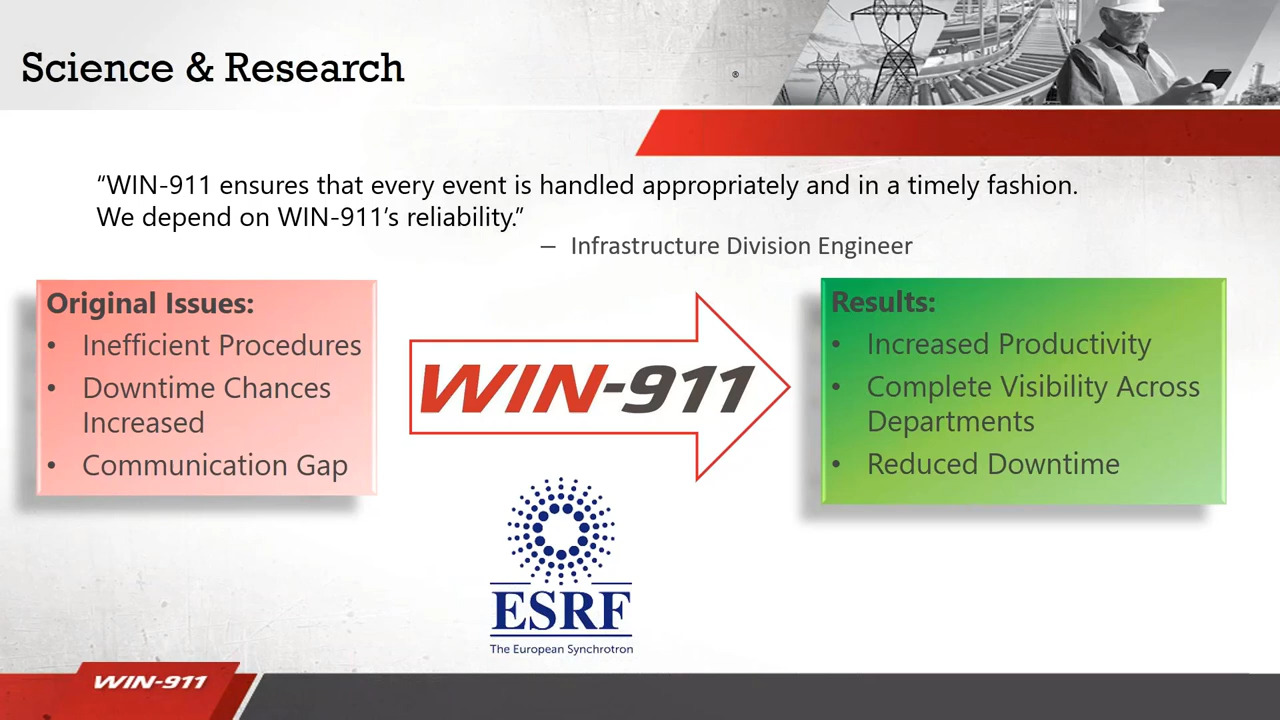 Science & Research
®
“WIN-911 ensures that every event is handled appropriately and in a timely fashion.
We depend on WIN-911’s reliability.”
– Infrastructure Division Engineer
Original Issues:
• Inefficient Procedures
• Downtime Chances
Increased
• Communication Gap
WIN-911
Results:
• Increased Productivity
• Complete Visibility Across
Departments
• Reduced Downtime
ESRF
The European Synchrotron
WIN-911